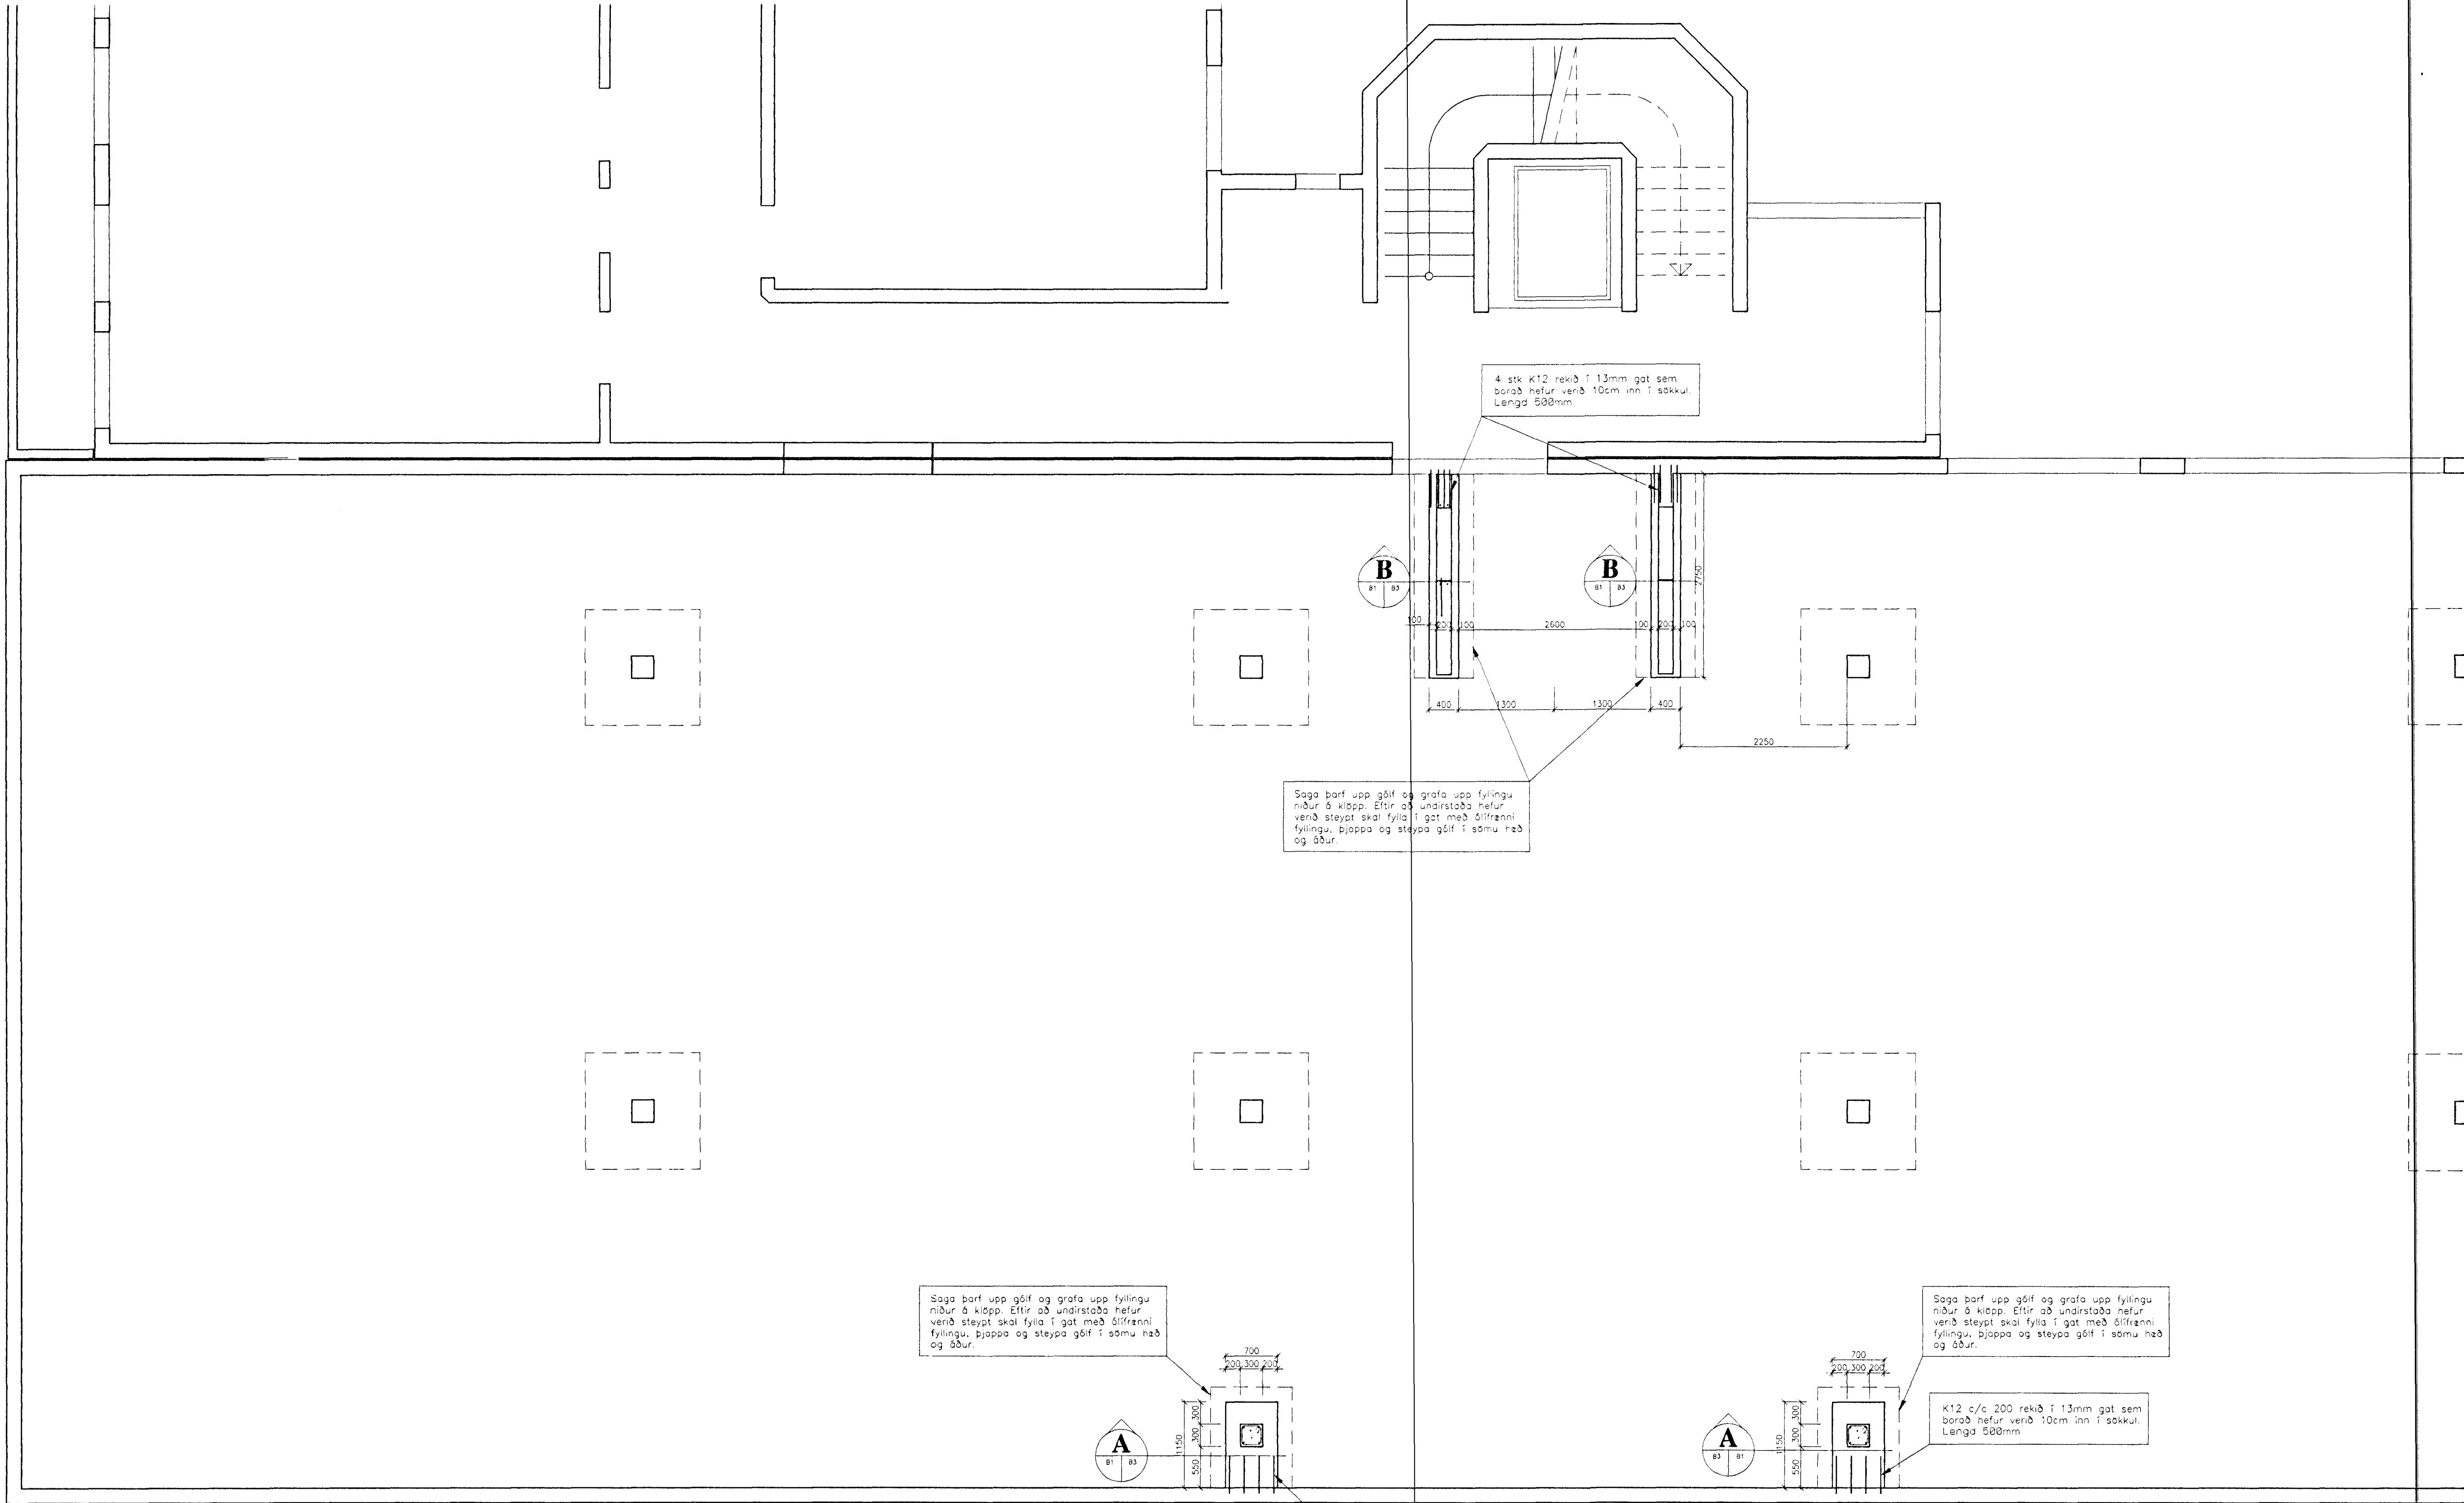 4 stk K12 rekið í 13mm gat sem
borað hefur verið 10cm inn í sökkul.
Lengd 500mm
B
B1 B3
B
B1 B3
2750
100 200 100 2600 100 200 100
400 1300 1300 400
2250
Saga þarf upp gólf og grafa upp fyllingu
niður á klöpp. Eftir að undirstaða hefur
verið steypt skal fylla í gat með ólífrænni
fyllingu, þjappa og steypa gólf í sömu hæð
og áður.
Saga þarf upp gólf og grafa upp fyllingu
niður á klöpp. Eftir að undirstaða hefur
verið steypt skal fylla í gat með ólífrænni
fyllingu, þjappa og steypa gólf í sömu hæð
og áður.
700
200 300 200
300
300
550
1150
A
B1 B3
Saga þarf upp gólf og grafa upp fyllingu
niður á klöpp. Eftir að undirstaða hefur
verið steypt skal fylla í gat með ólífrænni
fyllingu, þjappa og steypa gólf í sömu hæð
og áður.
700
200 300 200
300
300
550
1150
A
B3 B1
K12 c/c 200 rekið í 13mm gat sem
borað hefur verið 10cm inn í sökkul.
Lengd 500mm